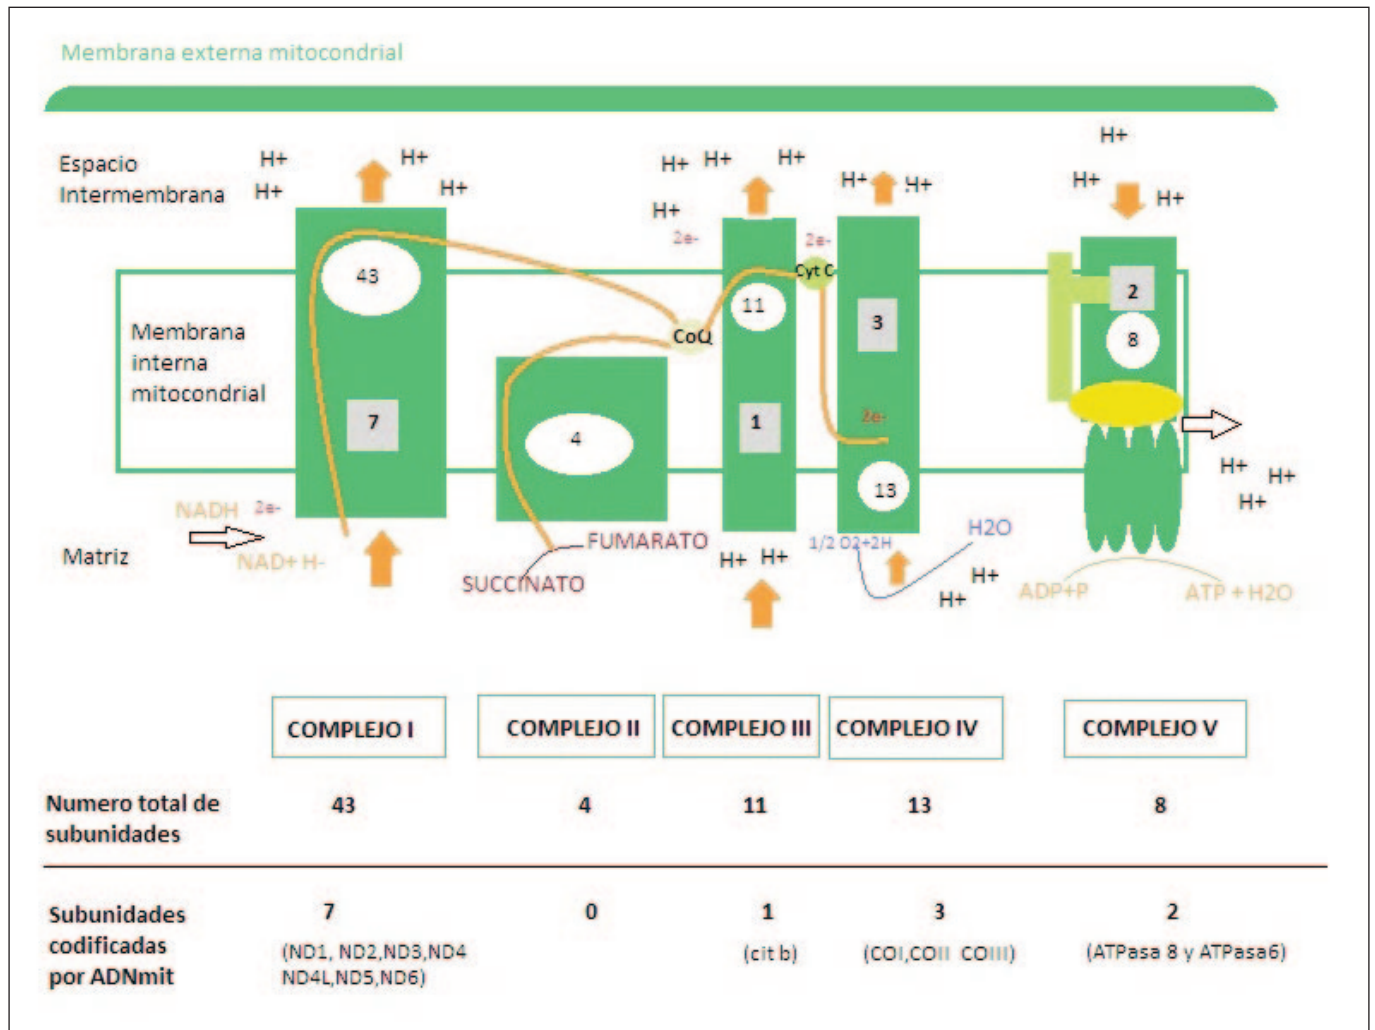 Membrana externa mitocondrial
Espacio
Intermembrana
H+
H+
H+
H+
H+ H+ H+
H+
H+ H+
H+
H+
H+
2e-
2e-
Cyt C
43
11
2
3
8
CoQ
Membrana
interna
mitocondrial
7
4
1
2e-
13
H+
H+
H+
NADH 2e-
NAD+ H-
Matriz
FUMARATO
SUCCINATO
H+ H+
1/2 O2+2H
H2O
H+
H+
ADP+P
ATP + H2O
COMPLEJO I COMPLEJO II COMPLEJO III COMPLEJO IV COMPLEJO V
Numero total de
subunidades
43 4 11 13 8
Subunidades
codificadas
por ADNmit
7 0 1 3 2
(ND1, ND2,ND3,ND4
ND4L,ND5,ND6)
(cit b)
(COI,COII COIII)
(ATPasa 8 y ATPasa6)